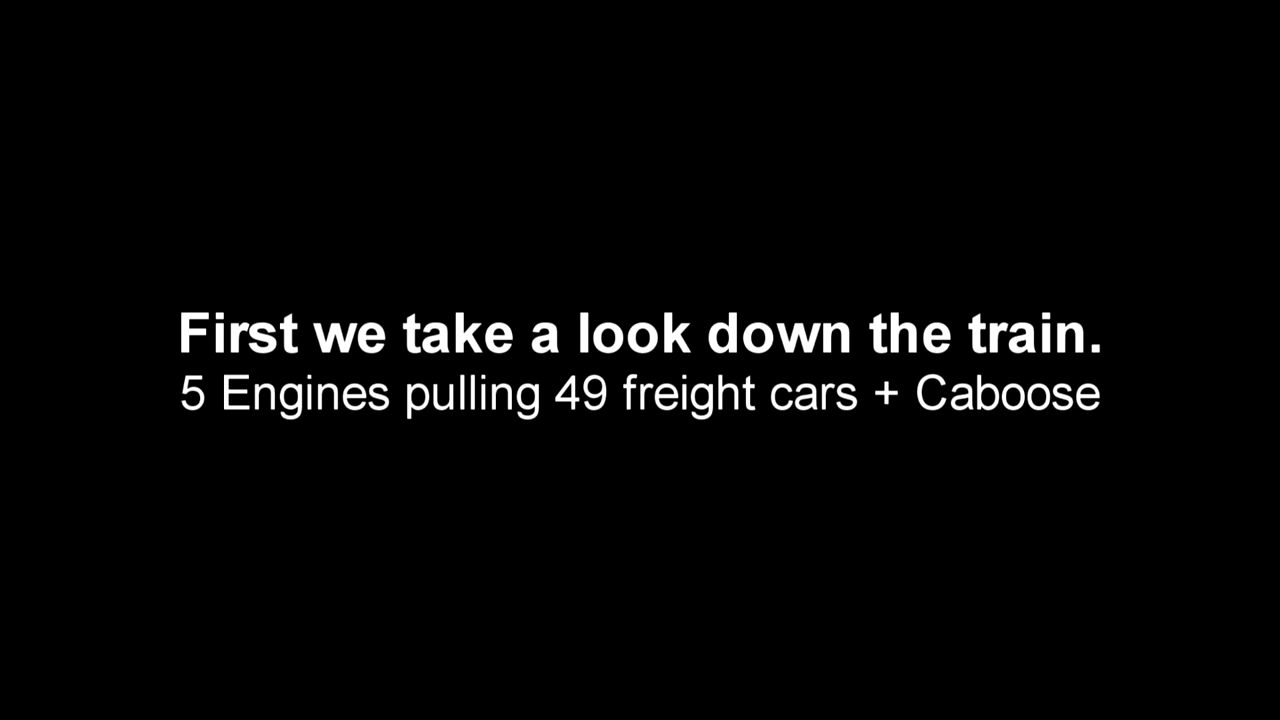 First we take a look down the train.
5 Engines pulling 49 freight cars + Caboose